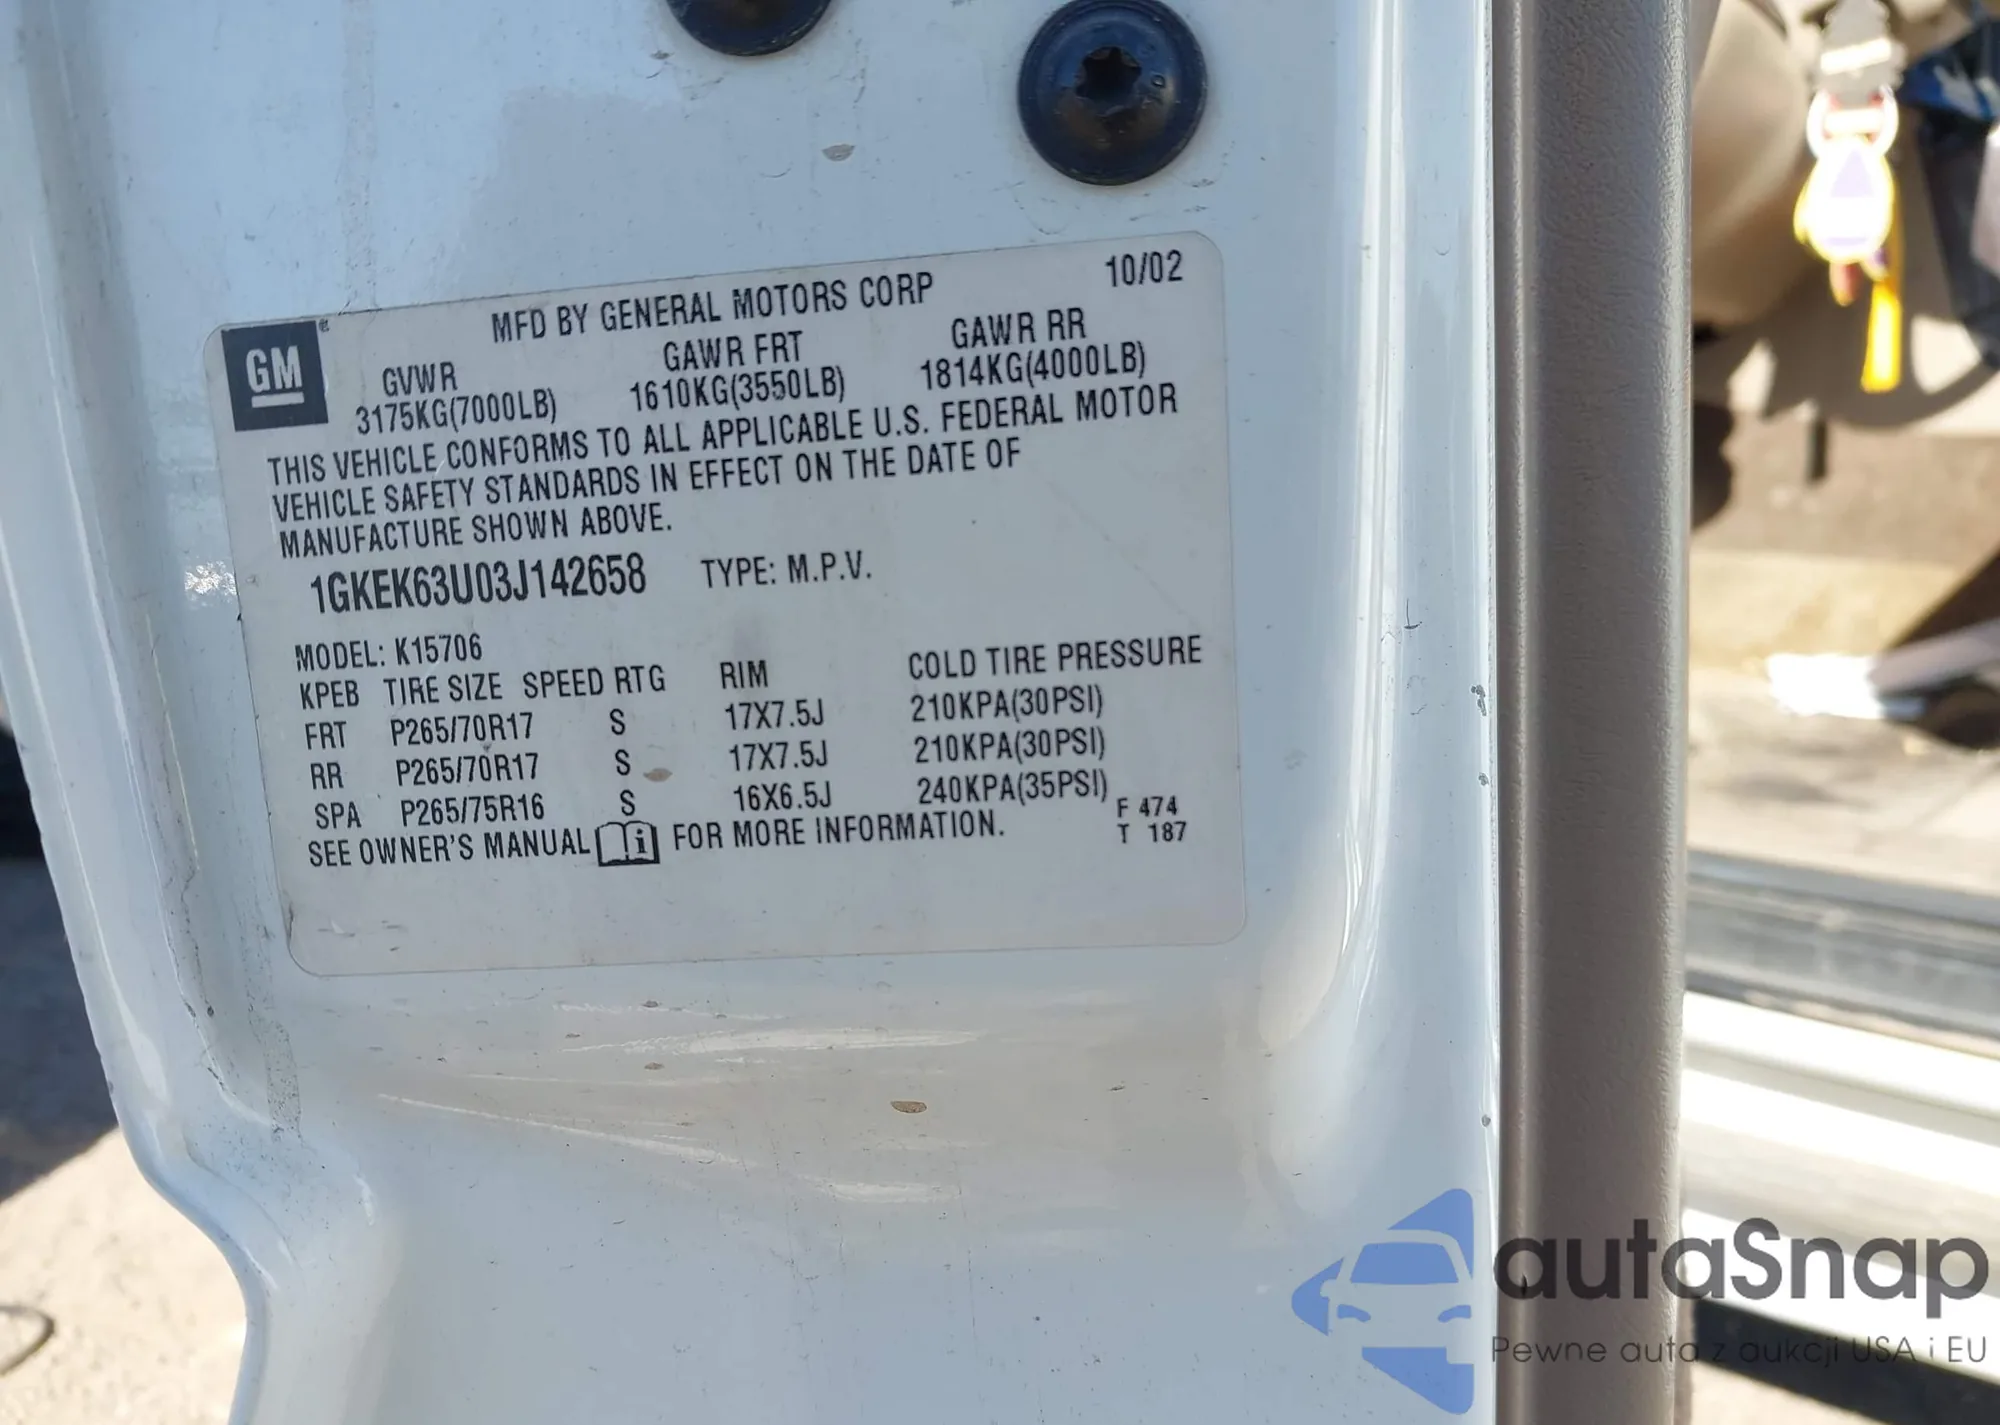 MFD BY GENERAL MOTORS CORP 10/02
GM ®
GVWR GAWR FRT GAWR RR
3175KG(7000LB) 1610KG(3550LB) 1814KG(4000LB)
THIS VEHICLE CONFORMS TO ALL APPLICABLE U.S. FEDERAL MOTOR
VEHICLE SAFETY STANDARDS IN EFFECT ON THE DATE OF
MANUFACTURE SHOWN ABOVE.
1GKEK63U03J142658 TYPE: M.P.V.
MODEL: K15706
KPEB TIRE SIZE SPEED RTG RIM COLD TIRE PRESSURE
FRT P265/70R17 S 17X7.5J 210KPA(30PSI)
RR P265/70R17 S 17X7.5J 210KPA(30PSI)
SPA P265/75R16 S 16X6.5J 240KPA(35PSI)
SEE OWNER'S MANUAL i FOR MORE INFORMATION.
F 474
T 187
autaSnap
Pewne auta z aukcji USA i EU